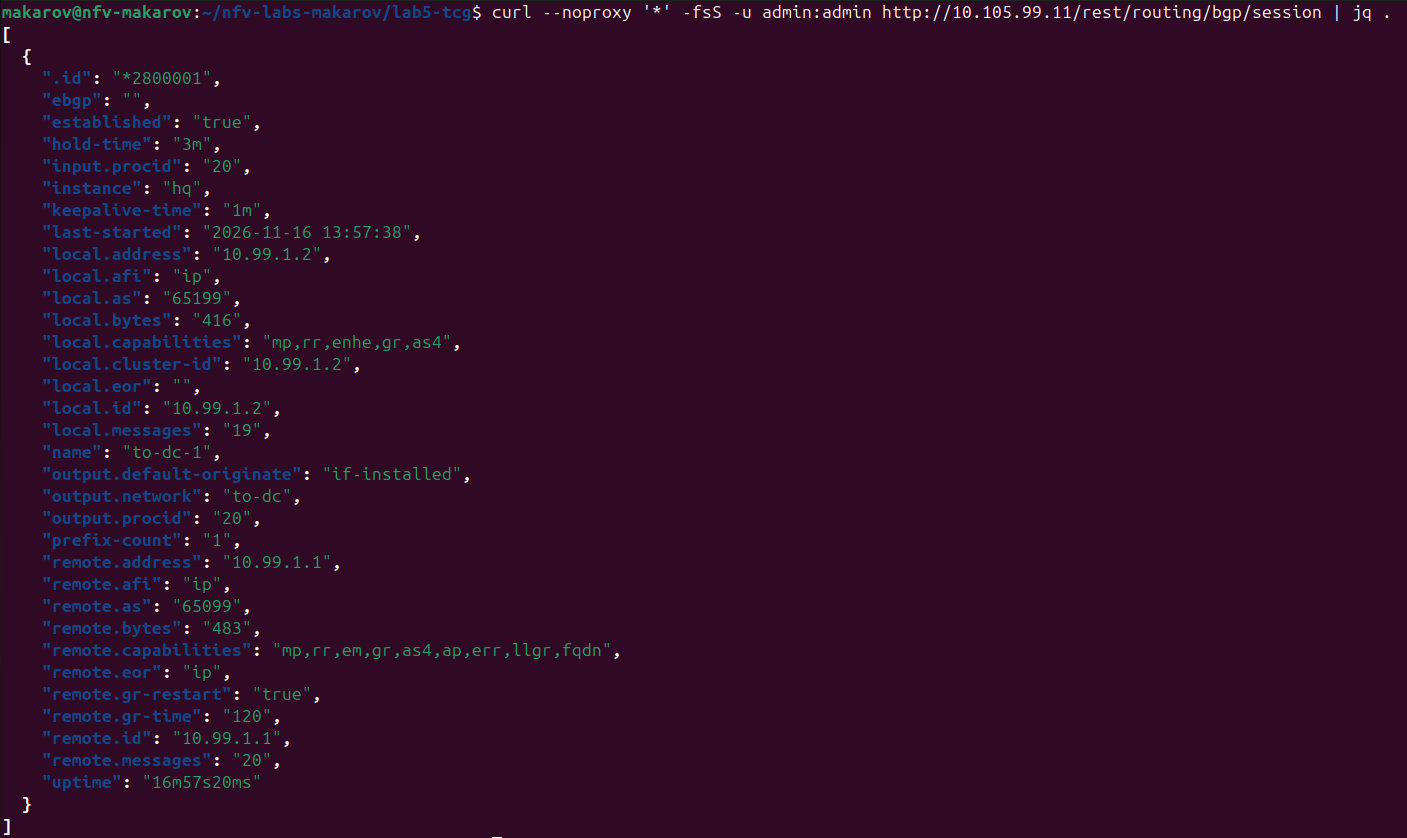 makarov@nfv-makarov:~/nfv-labs-makarov/lab5-tcg$ curl --noproxy '*' -fsS -u admin:admin http://10.105.99.11/rest/routing/bgp/session | jq .
[
  {
    ".id": "*2800001",
    "ebgp": "",
    "established": "true",
    "hold-time": "3m",
    "input.procid": "20",
    "instance": "hq",
    "keepalive-time": "1m",
    "last-started": "2026-11-16 13:57:38",
    "local.address": "10.99.1.2",
    "local.afi": "ip",
    "local.as": "65199",
    "local.bytes": "416",
    "local.capabilities": "mp,rr,enhe,gr,as4",
    "local.cluster-id": "10.99.1.2",
    "local.eor": "",
    "local.id": "10.99.1.2",
    "local.messages": "19",
    "name": "to-dc-1",
    "output.default-originate": "if-installed",
    "output.network": "to-dc",
    "output.procid": "20",
    "prefix-count": "1",
    "remote.address": "10.99.1.1",
    "remote.afi": "ip",
    "remote.as": "65099",
    "remote.bytes": "483",
    "remote.capabilities": "mp,rr,em,gr,as4,ap,err,llgr,fqdn",
    "remote.eor": "ip",
    "remote.gr-restart": "true",
    "remote.gr-time": "120",
    "remote.id": "10.99.1.1",
    "remote.messages": "20",
    "uptime": "16m57s20ms"
  }
]